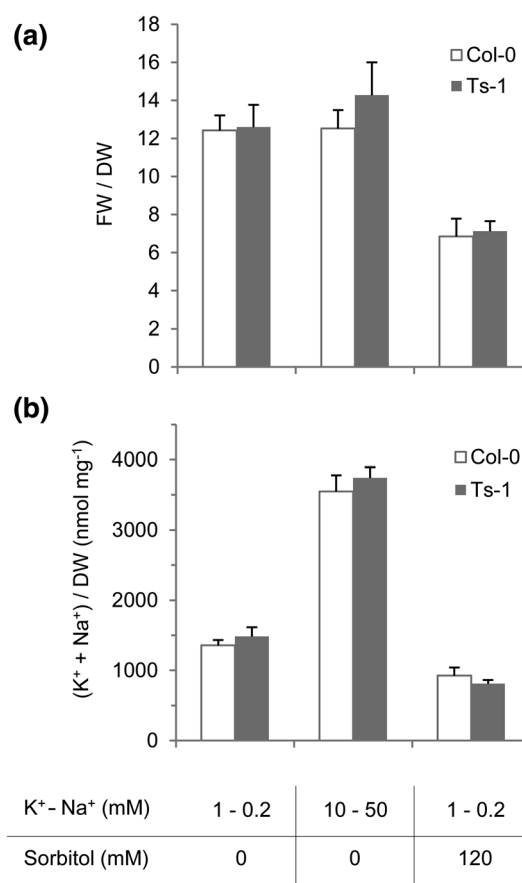 (a)
18
16
14
12
10
8
6
4
2
0
FW / DW
Col-0
Ts-1
(b)
4000
3000
2000
1000
0
(K⁺ + Na⁺) / DW (nmol mg⁻¹)
Col-0
Ts-1
K⁺- Na⁺ (mM) 1 - 0.2 10 - 50 1 - 0.2
Sorbitol (mM) 0 0 120